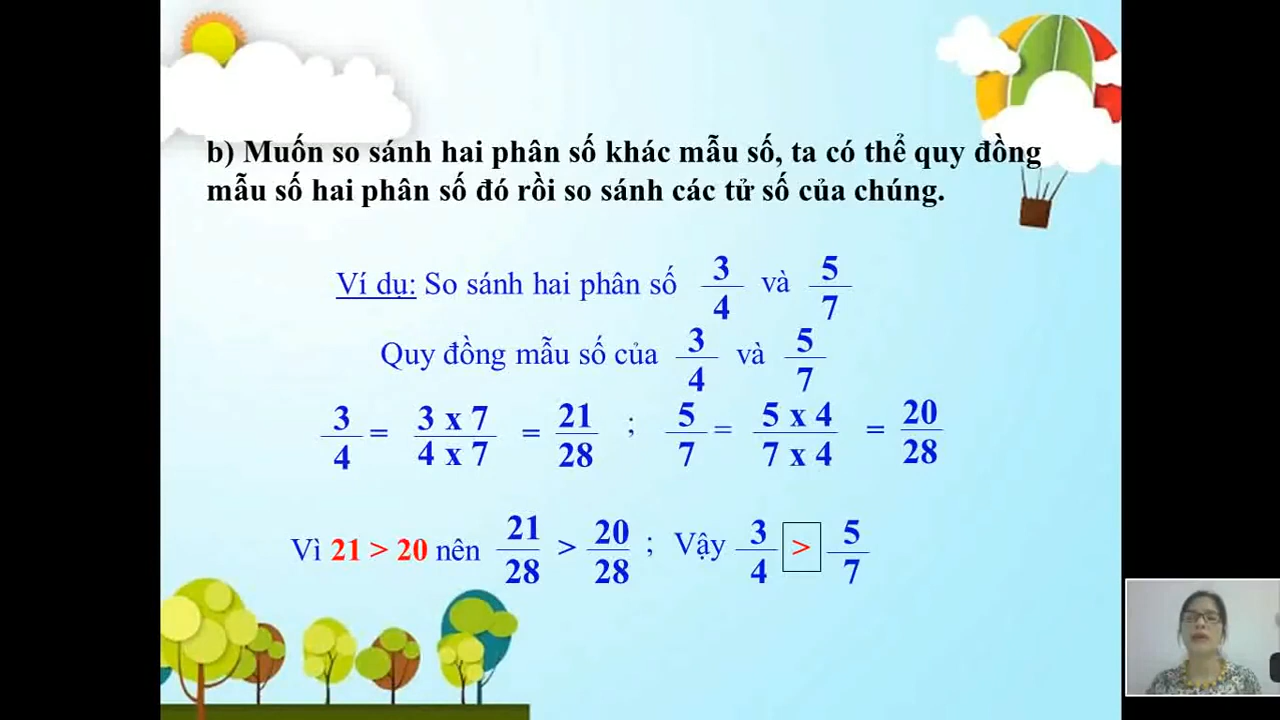 b) Muốn so sánh hai phân số khác mẫu số, ta có thể quy đồng
mẫu số hai phân số đó rồi so sánh các tử số của chúng.
Ví dụ: So sánh hai phân số 3/4 và 5/7
Quy đồng mẫu số của 3/4 và 5/7
3/4 = 3 x 7/4 x 7 = 21/28 ; 5/7 = 5 x 4/7 x 4 = 20/28
Vì 21 > 20 nên 21/28 > 20/28 ; Vậy 3/4 > 5/7